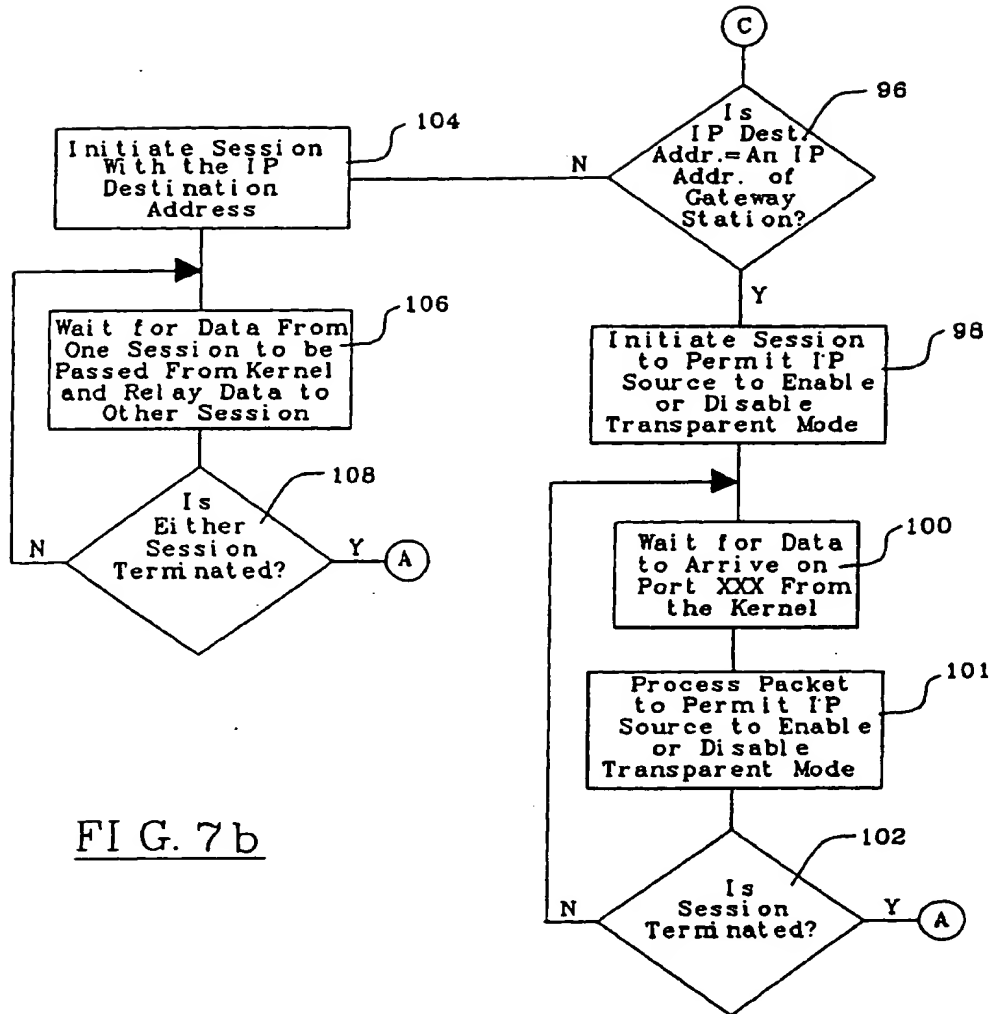 C
96
Is
IP Dest.
Addr.=An IP
Addr. of
Gateway
Station?
N
Y
104
Initiate Session
With the IP
Destination
Address
106
Wait for Data From
One Session to be
Passed From Kernel
and Relay Data to
Other Session
108
Is
Either
Session
Terminated?
N
Y
A
98
Initiate Session
to Permit IP
Source to Enable
or Disable
Transparent Mode
100
Wait for Data
to Arrive on
Port XXX From
the Kernel
101
Process Packet
to Permit IP
Source to Enable
or Disable
Transparent Mode
102
Is
Session
Terminated?
N
Y
A
FIG. 7b